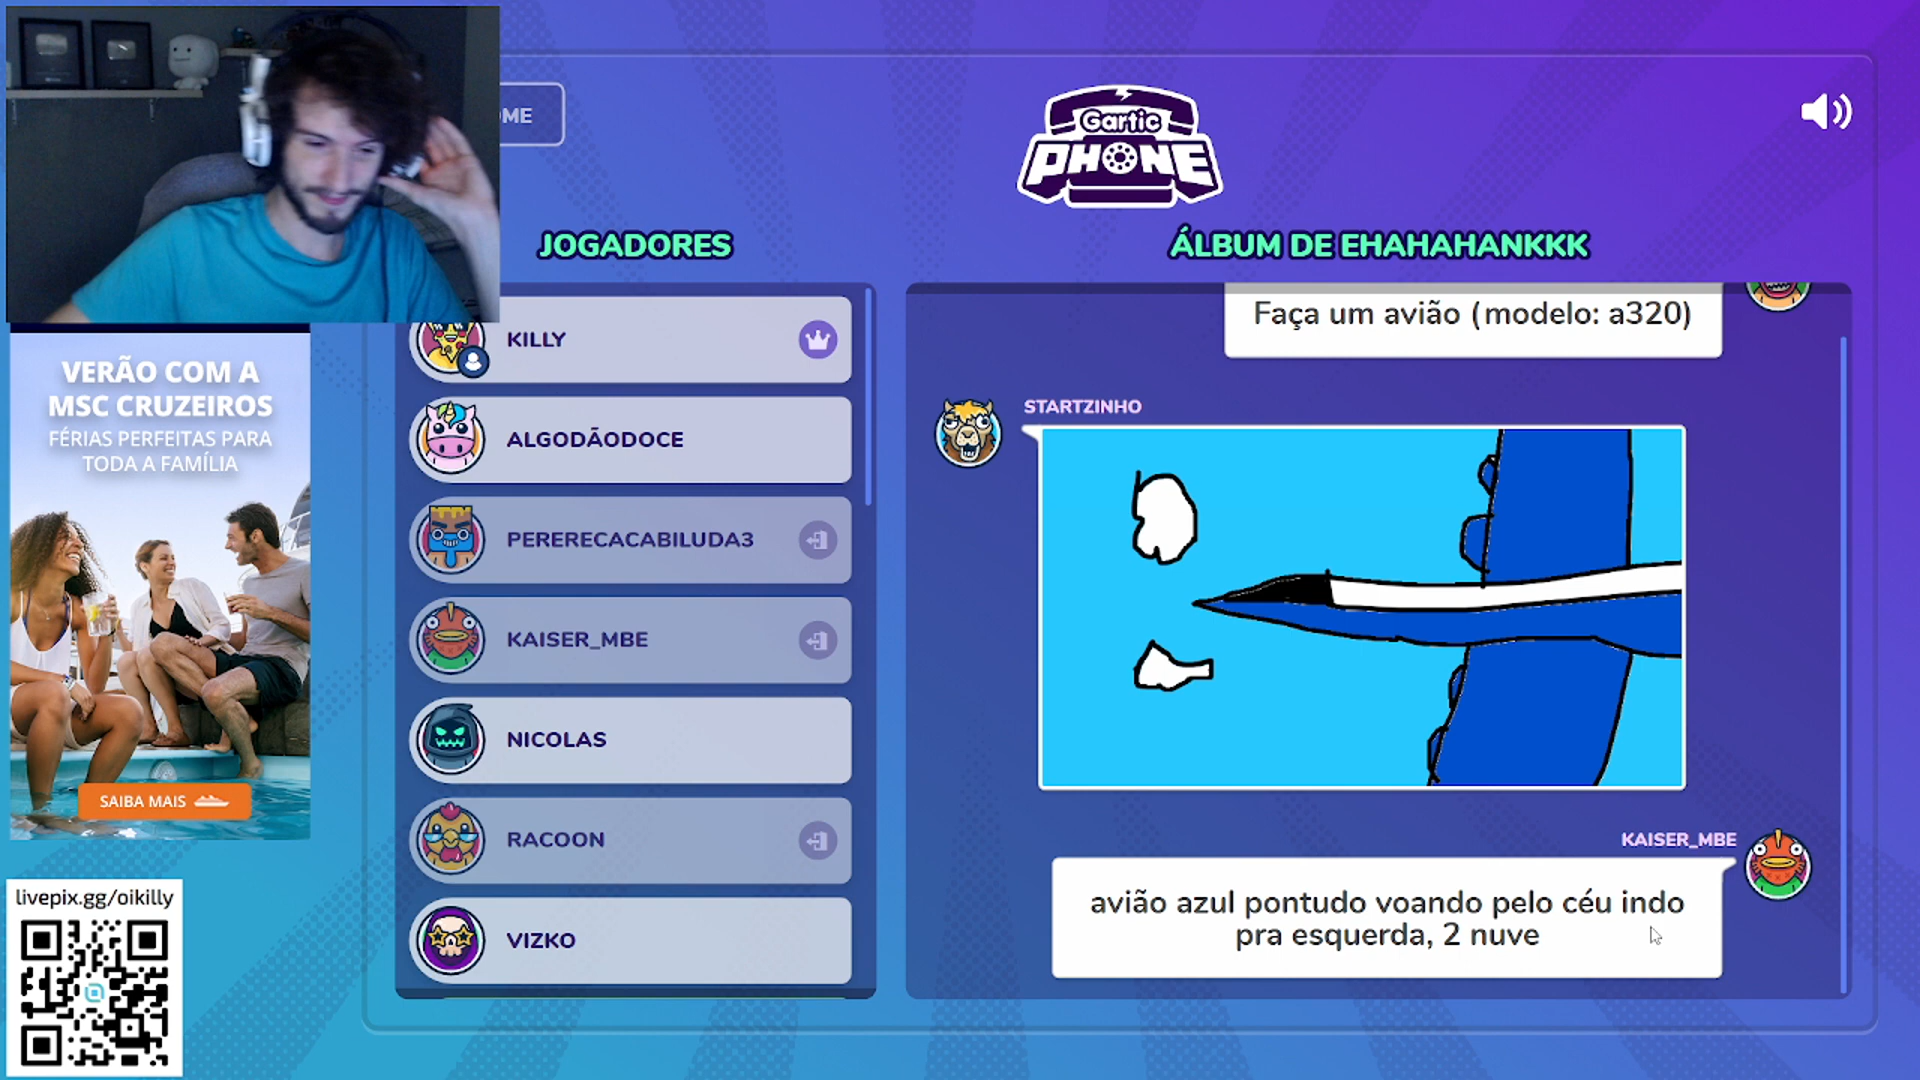 OME
Gartic
PHONE
JOGADORES
ÁLBUM DE EHAHAHANKKK
KILLY
ALGODÃODOCE
PERERECACABILUDA3
KAISER_MBE
NICOLAS
RACOON
VIZKO
Faça um avião (modelo: a320)
STARTZINHO
KAISER_MBE
avião azul pontudo voando pelo céu indo
pra esquerda, 2 nuve
VERÃO COM A
MSC CRUZEIROS
FÉRIAS PERFEITAS PARA
TODA A FAMÍLIA
SAIBA MAIS
livepix.gg/oikilly